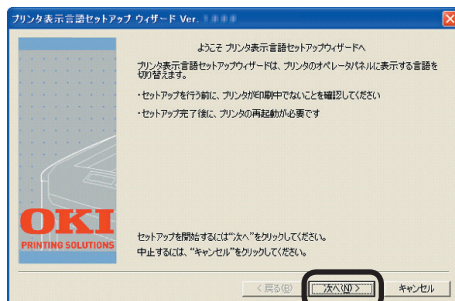 プリンタ表示言語セットアップ ウィザード Ver.
ようこそ プリンタ表示言語セットアップウィザードへ
プリンタ表示言語セットアップウィザードは、プリンタのオペレータパネルに表示する言語を
切り替えます。
・セットアップを行う前に、プリンタが印刷中でないことを確認してください
・セットアップ完了後に、プリンタの再起動が必要です
OKI
PRINTING SOLUTIONS
セットアップを開始するには"次へ"をクリックしてください。
中止するには、"キャンセル"をクリックしてください。
< 戻る(B)
次へ(N) >
キャンセル